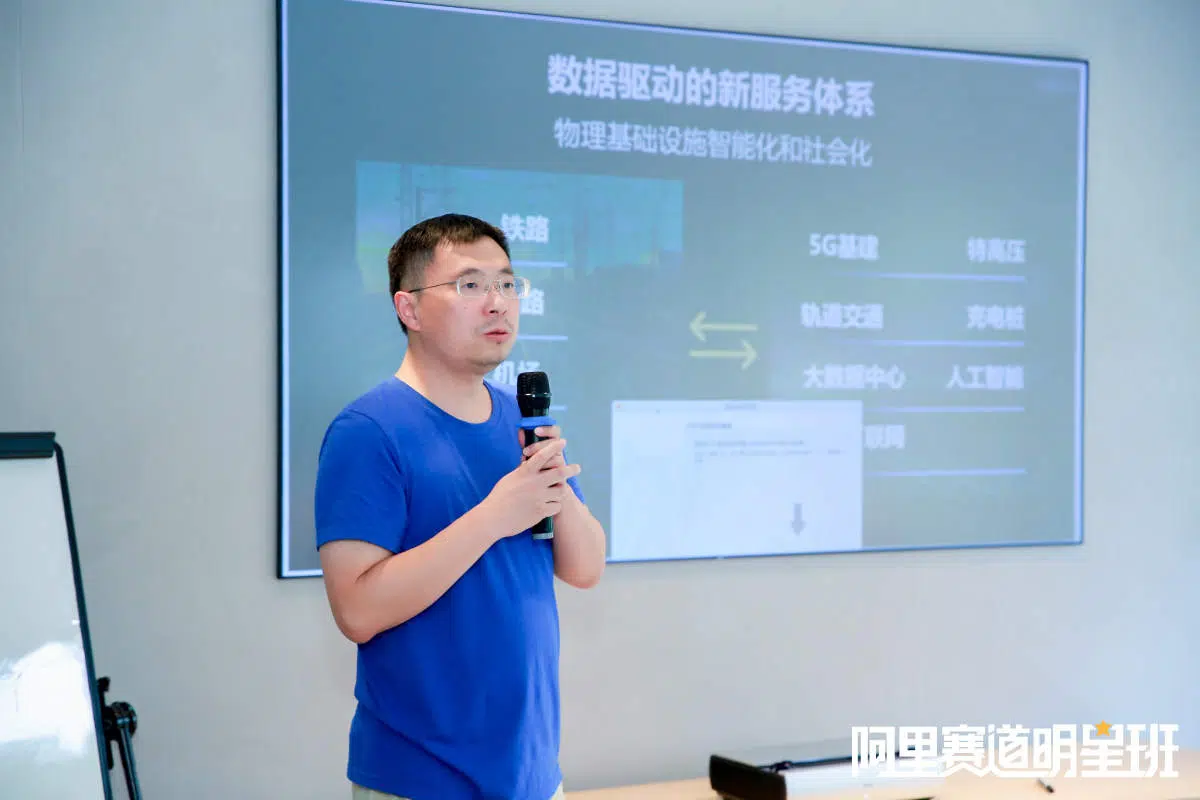 数据驱动的新服务体系
物理基础设施智能化和社会化
铁路
路
机场
5G基建 特高压
轨道交通 充电桩
大数据中心 人工智能
联网
阿里赛道明星班